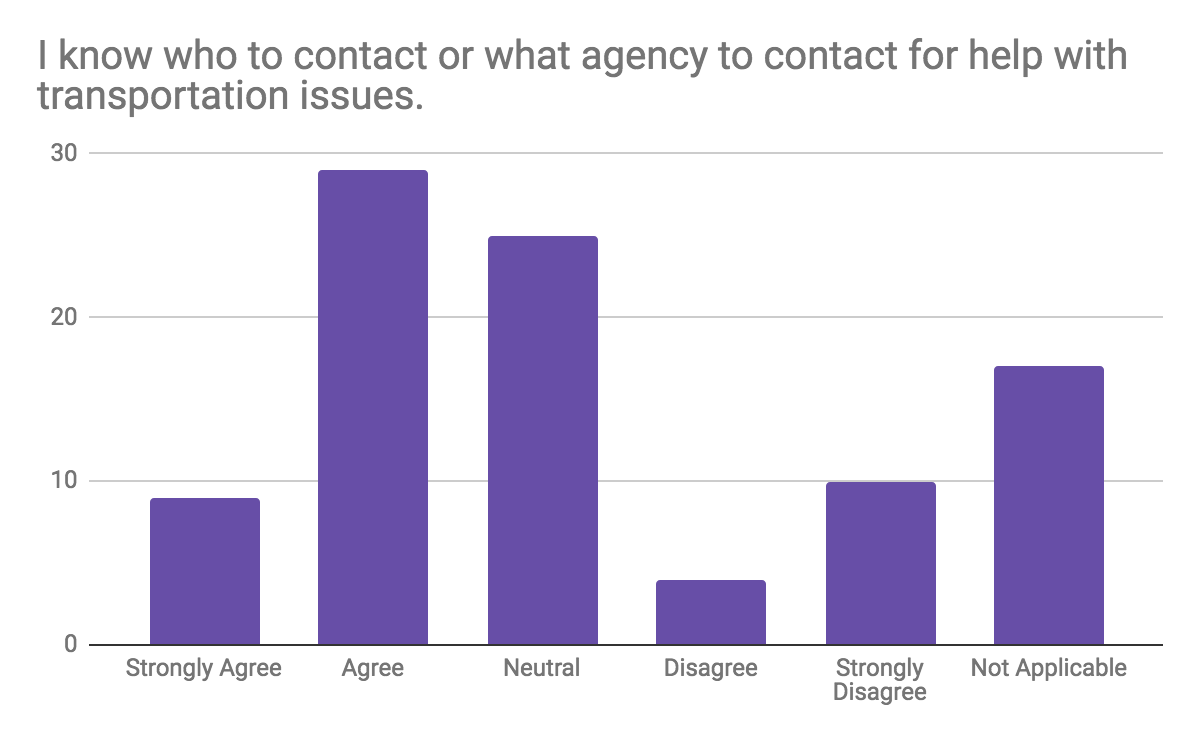 I know who to contact or what agency to contact for help with
transportation issues.
30
20
10
0
Strongly Agree
Agree
Neutral
Disagree
Strongly
Disagree
Not Applicable